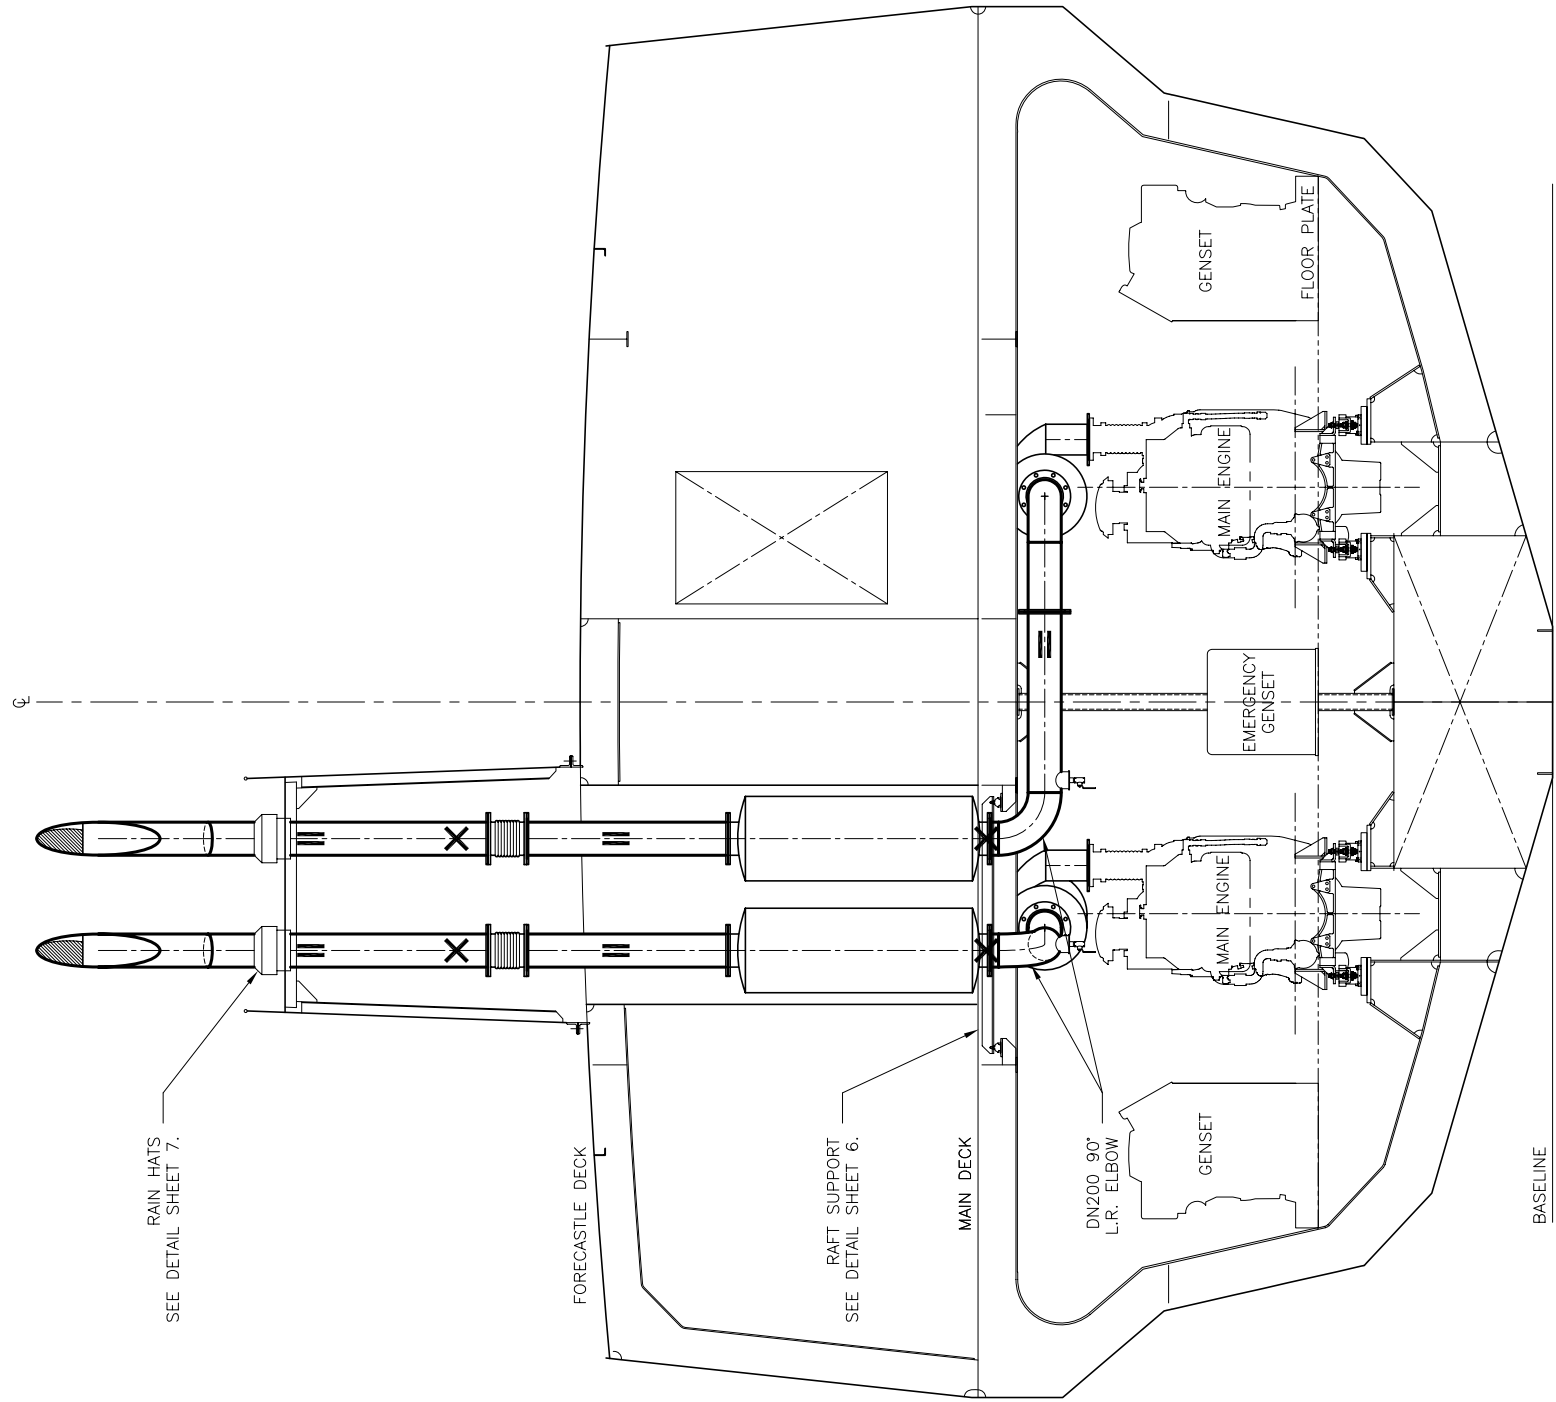 ℄
RAIN HATS
SEE DETAIL SHEET 7.
FORECASTLE DECK
RAFT SUPPORT
SEE DETAIL SHEET 6.
MAIN DECK
DN200 90°
L.R. ELBOW
GENSET
MAIN ENGINE
EMERGENCY
GENSET
MAIN ENGINE
GENSET
FLOOR PLATE
BASELINE